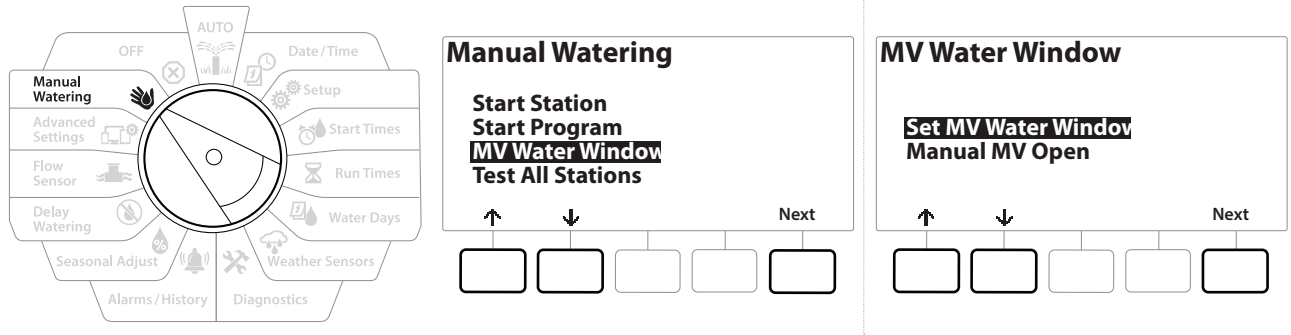 AUTO
OFF
Date / Time
Manual
Watering
Setup
Advanced
Settings
Start Times
Flow
Sensor
Run Times
Delay
Watering
Water Days
Seasonal Adjust
Weather Sensors
Alarms / History
Diagnostics
Manual Watering
Start Station
Start Program
MV Water Window
Test All Stations
Next
MV Water Window
Set MV Water Window
Manual MV Open
Next